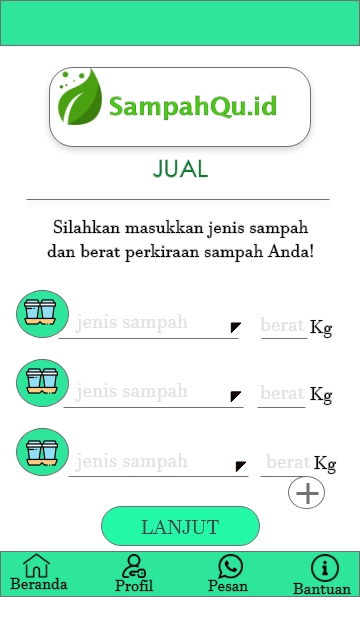 SampahQu.id
JUAL
Silahkan masukkan jenis sampah
dan berat perkiraan sampah Anda!
jenis sampah berat Kg
jenis sampah berat Kg
jenis sampah berat Kg
LANJUT
Beranda Profil Pesan Bantuan